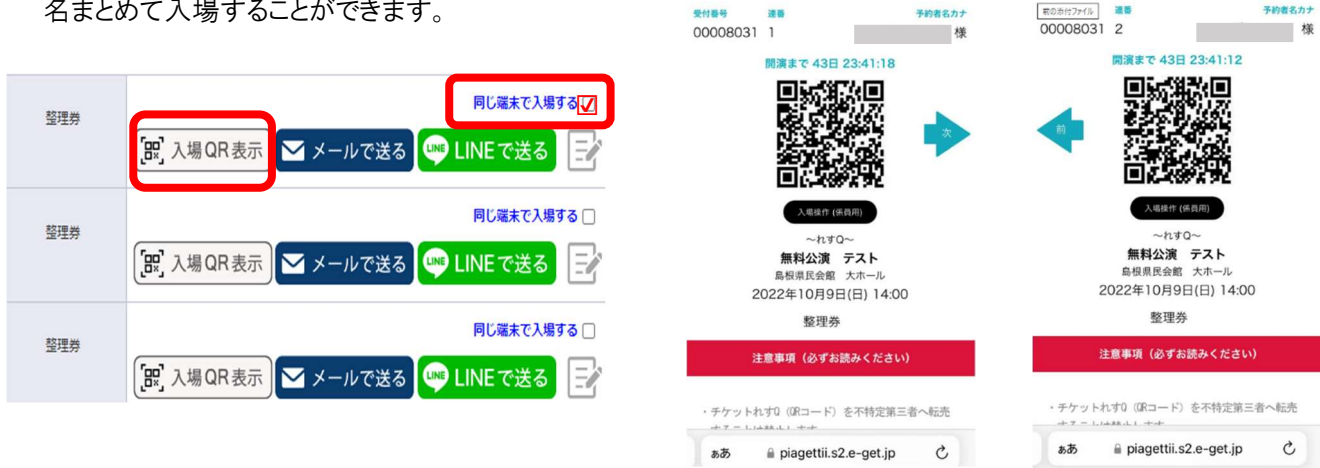 名まとめて入場することができます。
整理券
同じ端末で入場する
入場QR表示
メールで送る
LINE
LINEで送る
整理券
同じ端末で入場する
入場QR表示
メールで送る
LINE
LINEで送る
整理券
同じ端末で入場する
入場QR表示
メールで送る
LINE
LINEで送る
受付番号 連番 予約者名カナ
00008031 1 様
開演まで 43日 23:41:18
次
入場操作 (係員用)
～れすQ～
無料公演 テスト
島根県民会館 大ホール
2022年10月9日(日) 14:00
整理券
注意事項（必ずお読みください）
・チケットれすQ（QRコード）を不特定第三者へ転売
ぁあ piagettii.s2.e-get.jp
前の添付ファイル 連番 予約者名カナ
00008031 2 様
開演まで 43日 23:41:12
前
入場操作 (係員用)
～れすQ～
無料公演 テスト
島根県民会館 大ホール
2022年10月9日(日) 14:00
整理券
注意事項（必ずお読みください）
・チケットれすQ（QRコード）を不特定第三者へ転売
ぁあ piagettii.s2.e-get.jp